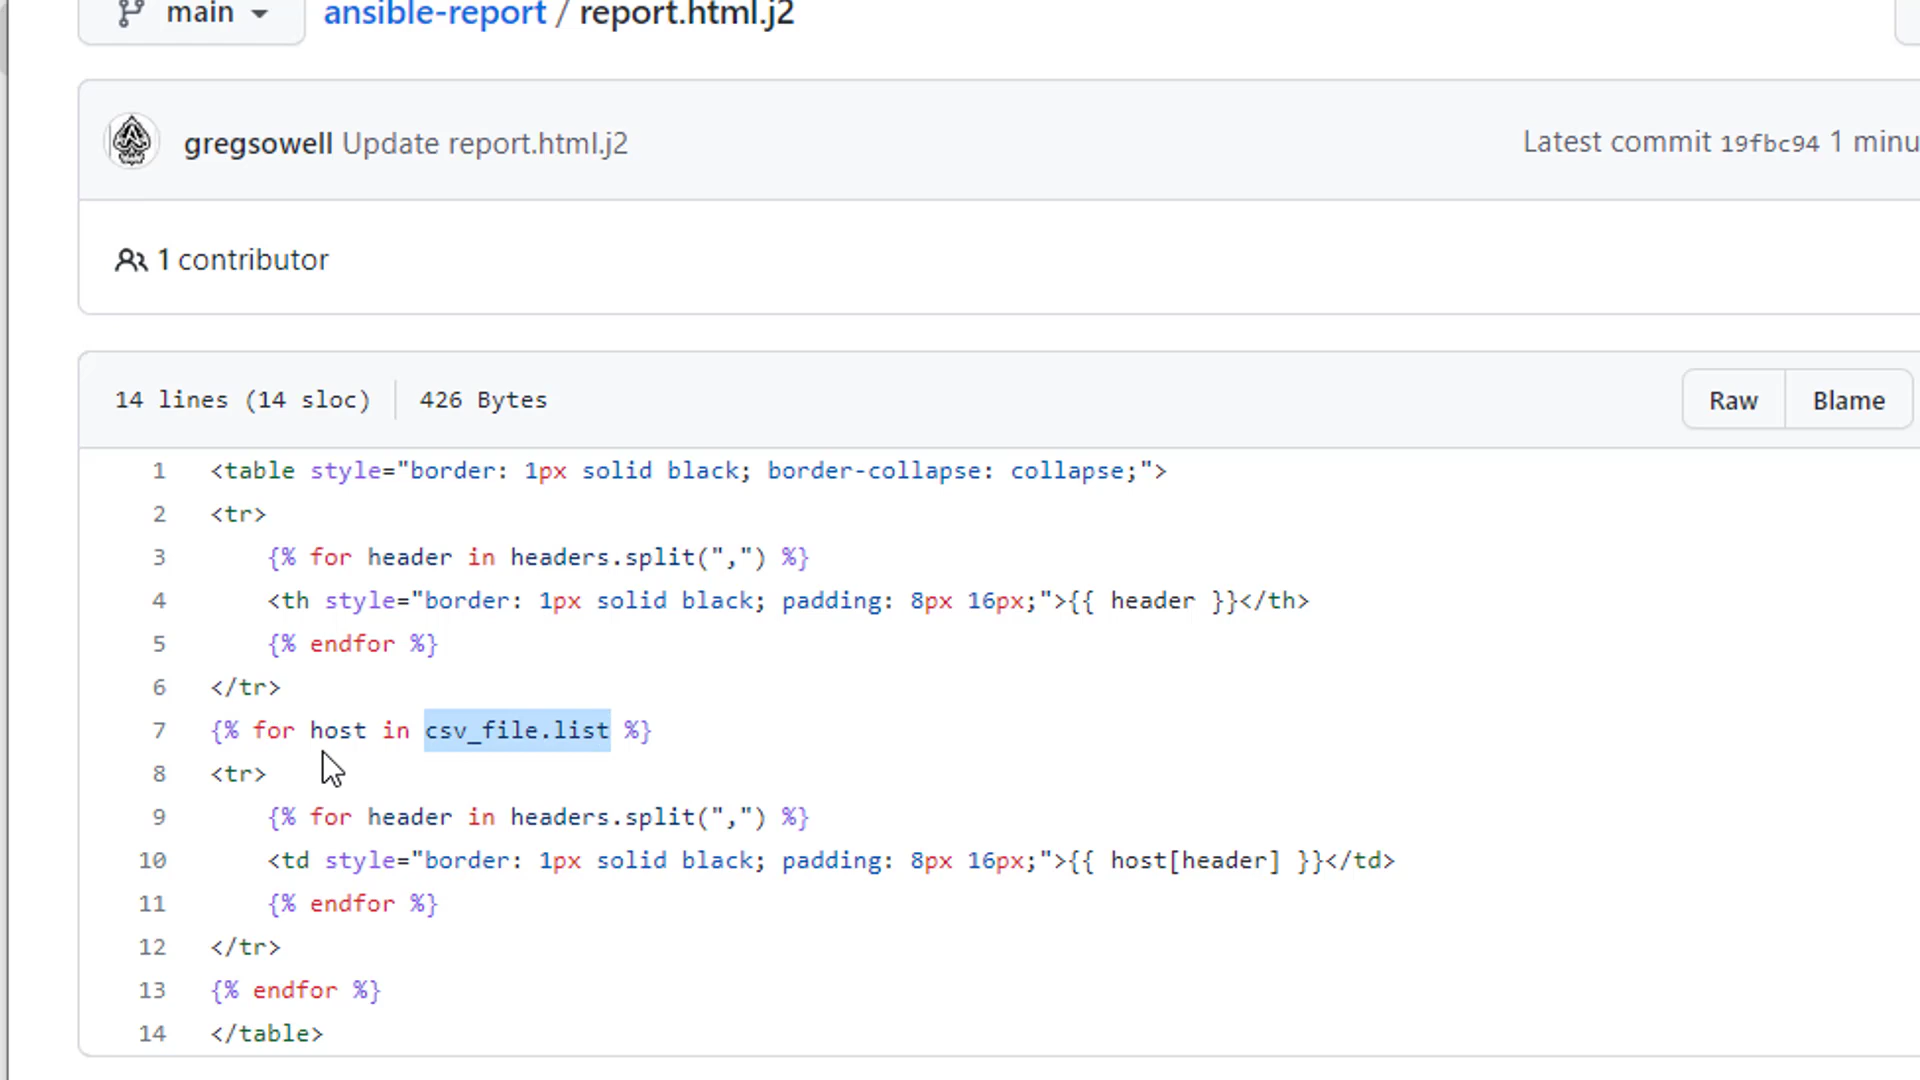 main
ansible-report / report.html.j2
gregsowell Update report.html.j2
Latest commit 19fbc94 1 minu
1 contributor
14 lines (14 sloc) 426 Bytes
Raw Blame
1 <table style="border: 1px solid black; border-collapse: collapse;">
2 <tr>
3     {% for header in headers.split(",") %}
4     <th style="border: 1px solid black; padding: 8px 16px;">{{ header }}</th>
5     {% endfor %}
6 </tr>
7 {% for host in csv_file.list %}
8 <tr>
9     {% for header in headers.split(",") %}
10     <td style="border: 1px solid black; padding: 8px 16px;">{{ host[header] }}</td>
11     {% endfor %}
12 </tr>
13 {% endfor %}
14 </table>